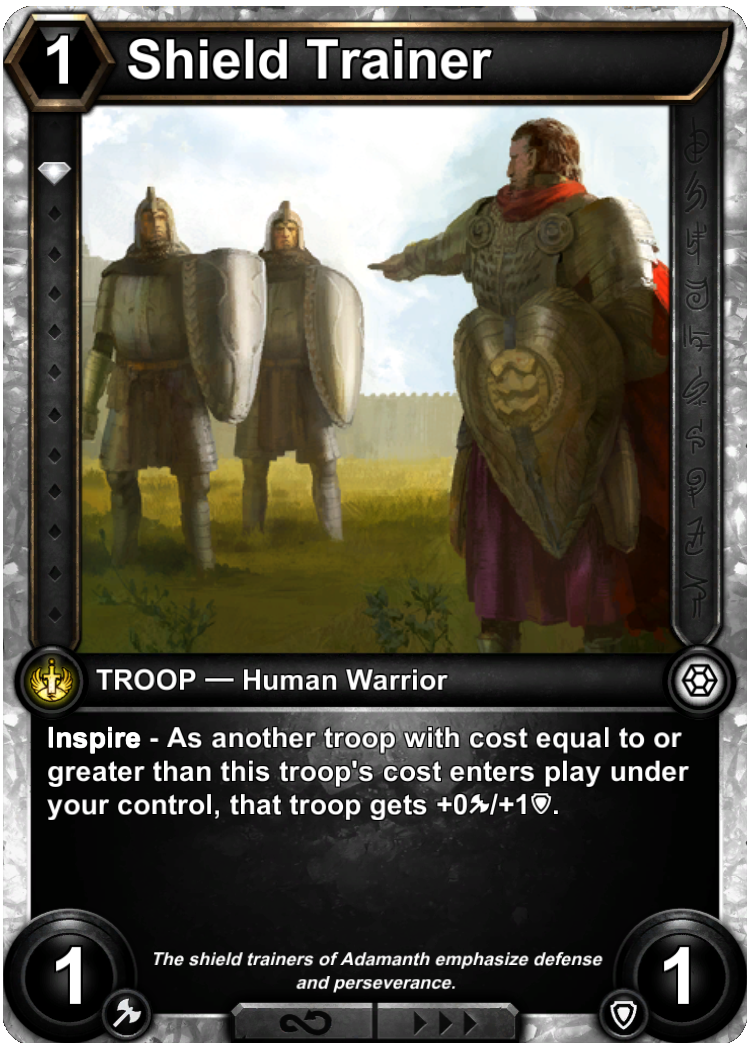 1
Shield Trainer
TROOP — Human Warrior
Inspire - As another troop with cost equal to or
greater than this troop's cost enters play under
your control, that troop gets +0/+1.
The shield trainers of Adamanth emphasize defense
and perseverance.
1
1